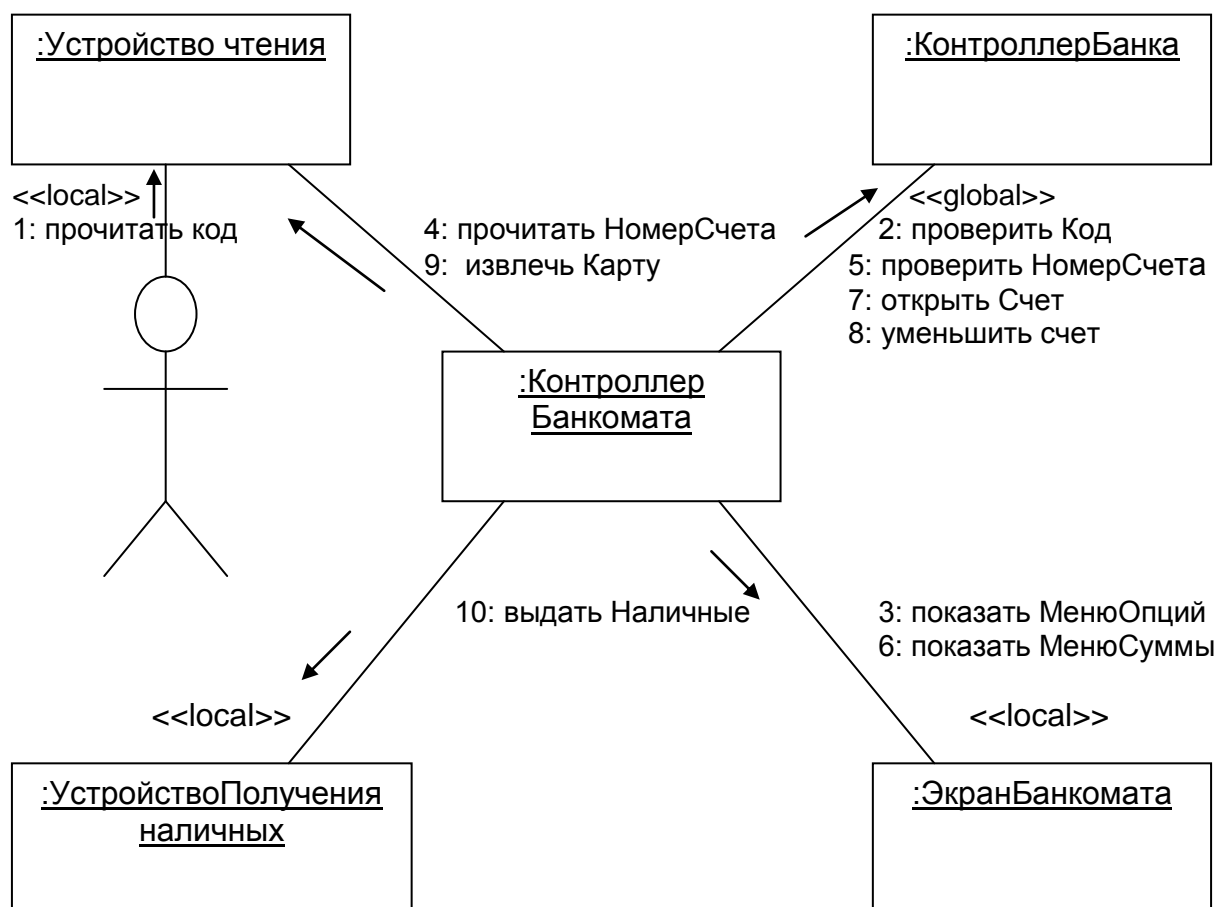 :Устройство чтения
:КонтроллерБанка
<<local>>
1: прочитать код
4: прочитать НомерСчета
9: извлечь Карту
<<global>>
2: проверить Код
5: проверить НомерСчета
7: открыть Счет
8: уменьшить счет
:Контроллер
Банкомата
10: выдать Наличные
3: показать МенюОпций
6: показать МенюСуммы
<<local>>
<<local>>
:УстройствоПолучения
наличных
:ЭкранБанкомата